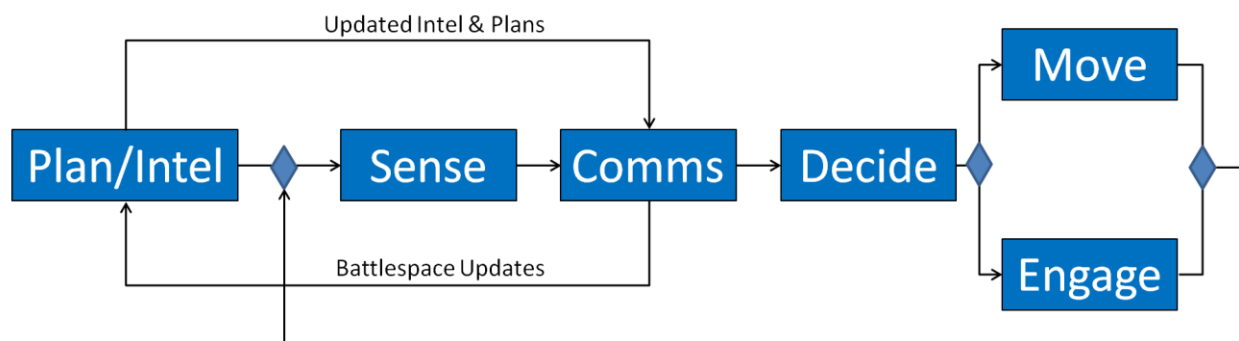 Updated Intel & Plans
Move
Plan/Intel
Sense
Comms
Decide
Battlespace Updates
Engage